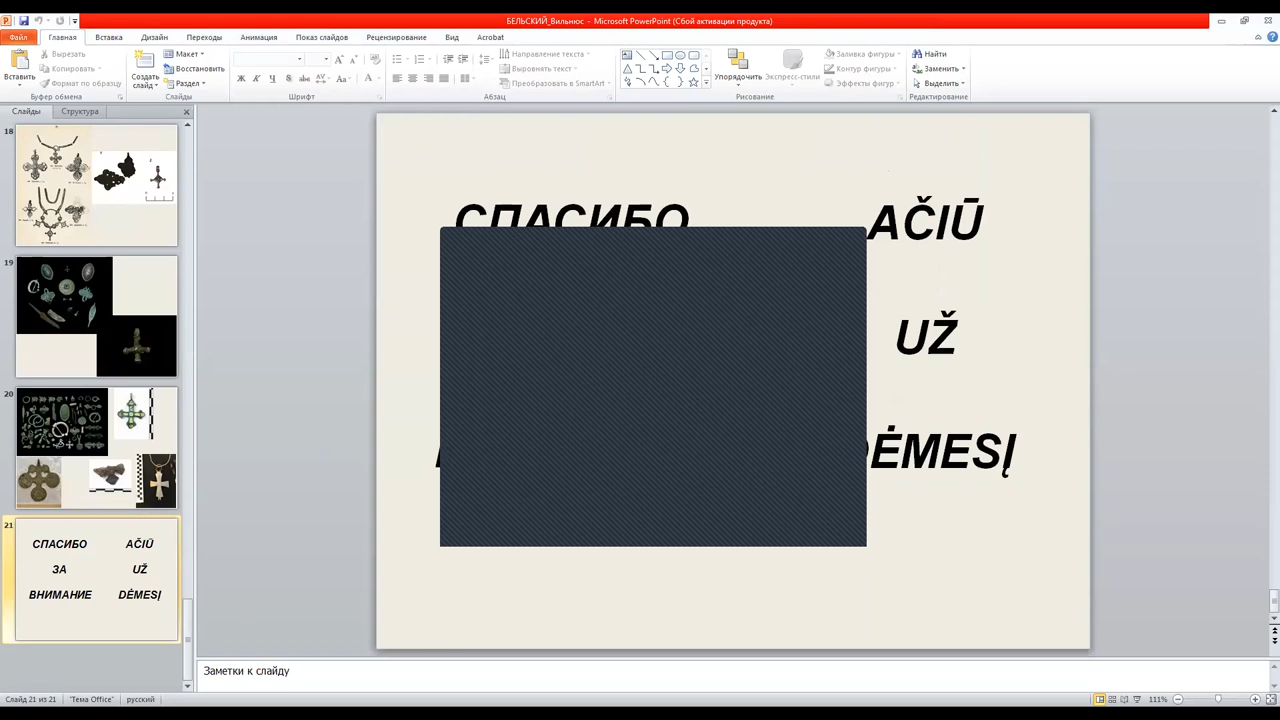 БЕЛЬСКИЙ_Вильнюс - Microsoft PowerPoint (Сбой активации продукта)
Файл Главная Вставка Дизайн Переходы Анимация Показ слайдов Рецензирование Вид Acrobat
Вставить
Вырезать
Копировать
Формат по образцу
Буфер обмена
Создать слайд
Макет
Восстановить
Раздел
Слайды
Ж К Ч S abc AV Aa A
Шрифт
Направление текста
Выровнять текст
Преобразовать в SmartArt
Абзац
Упорядочить
Экспресс-стили
Заливка фигуры
Контур фигуры
Эффекты фигур
Рисование
Найти
Заменить
Выделить
Редактирование
Слайды Структура
18
19
20
21
СПАСИБО AČIŪ
ЗА UŽ
ВНИМАНИЕ DĖMESĮ
СПАСИБО AČIŪ
UŽ
DĖMESĮ
Заметки к слайду
Слайд 21 из 21 "Тема Office" русский 111%